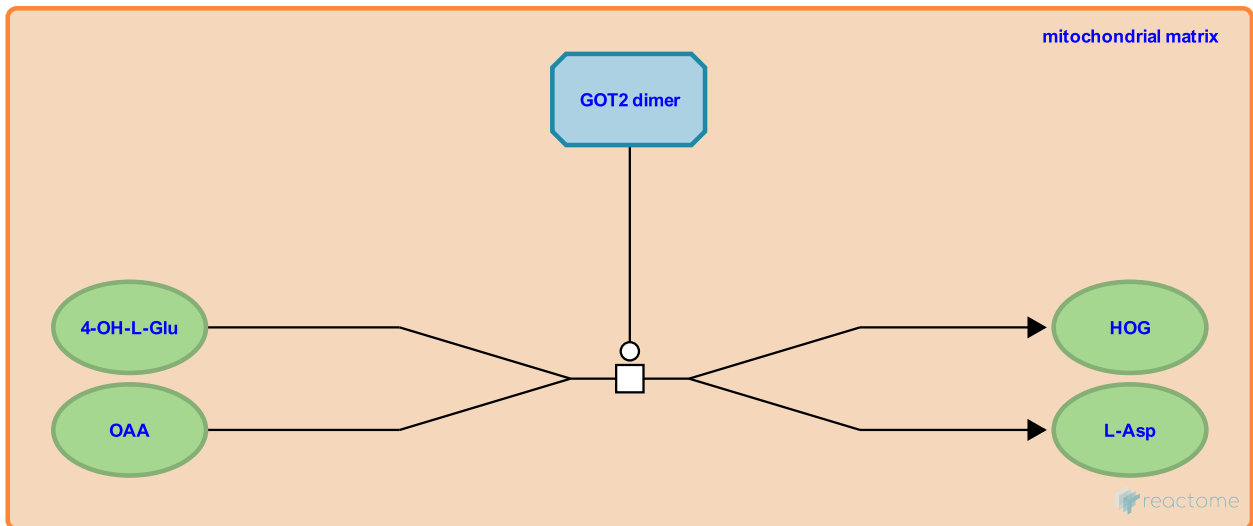 mitochondrial matrix
GOT2 dimer
4-OH-L-Glu
HOG
OAA
L-Asp
reactome